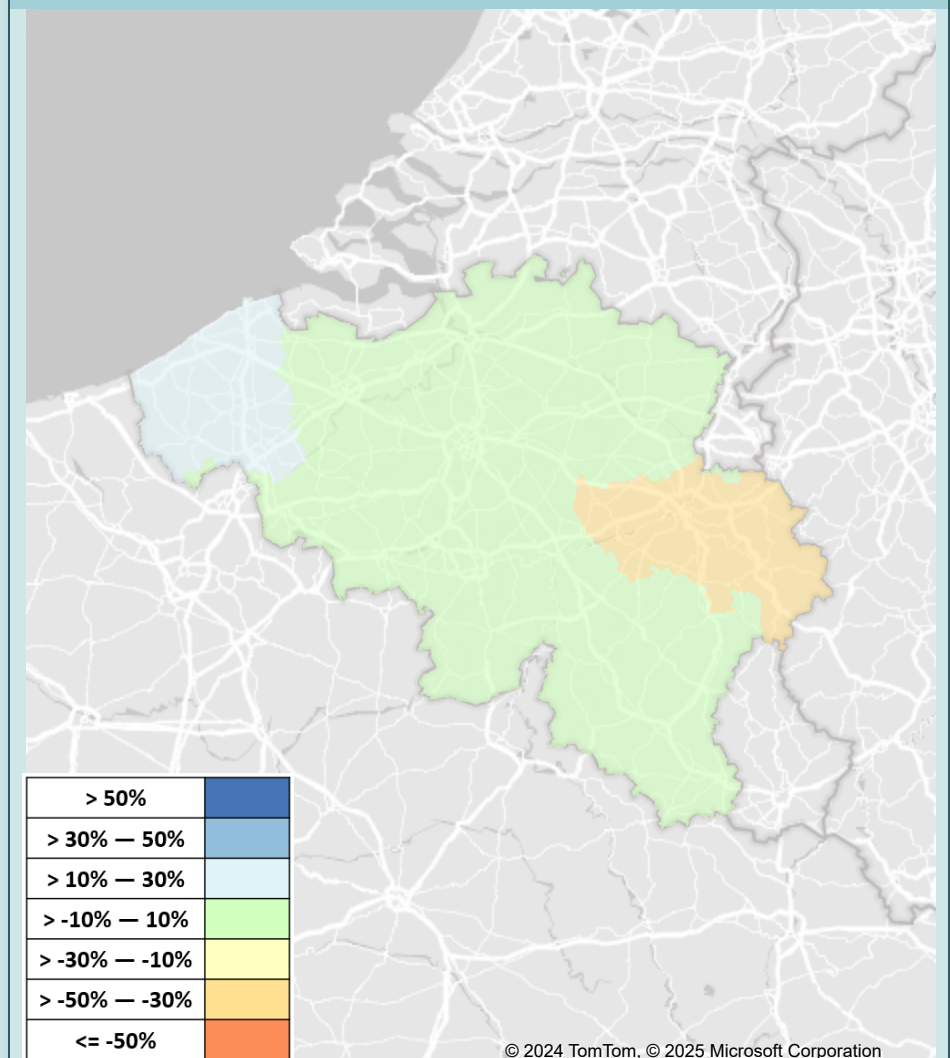 > 50%
> 30% — 50%
> 10% — 30%
> -10% — 10%
> -30% — -10%
> -50% — -30%
<= -50%
© 2024 TomTom, © 2025 Microsoft Corporation